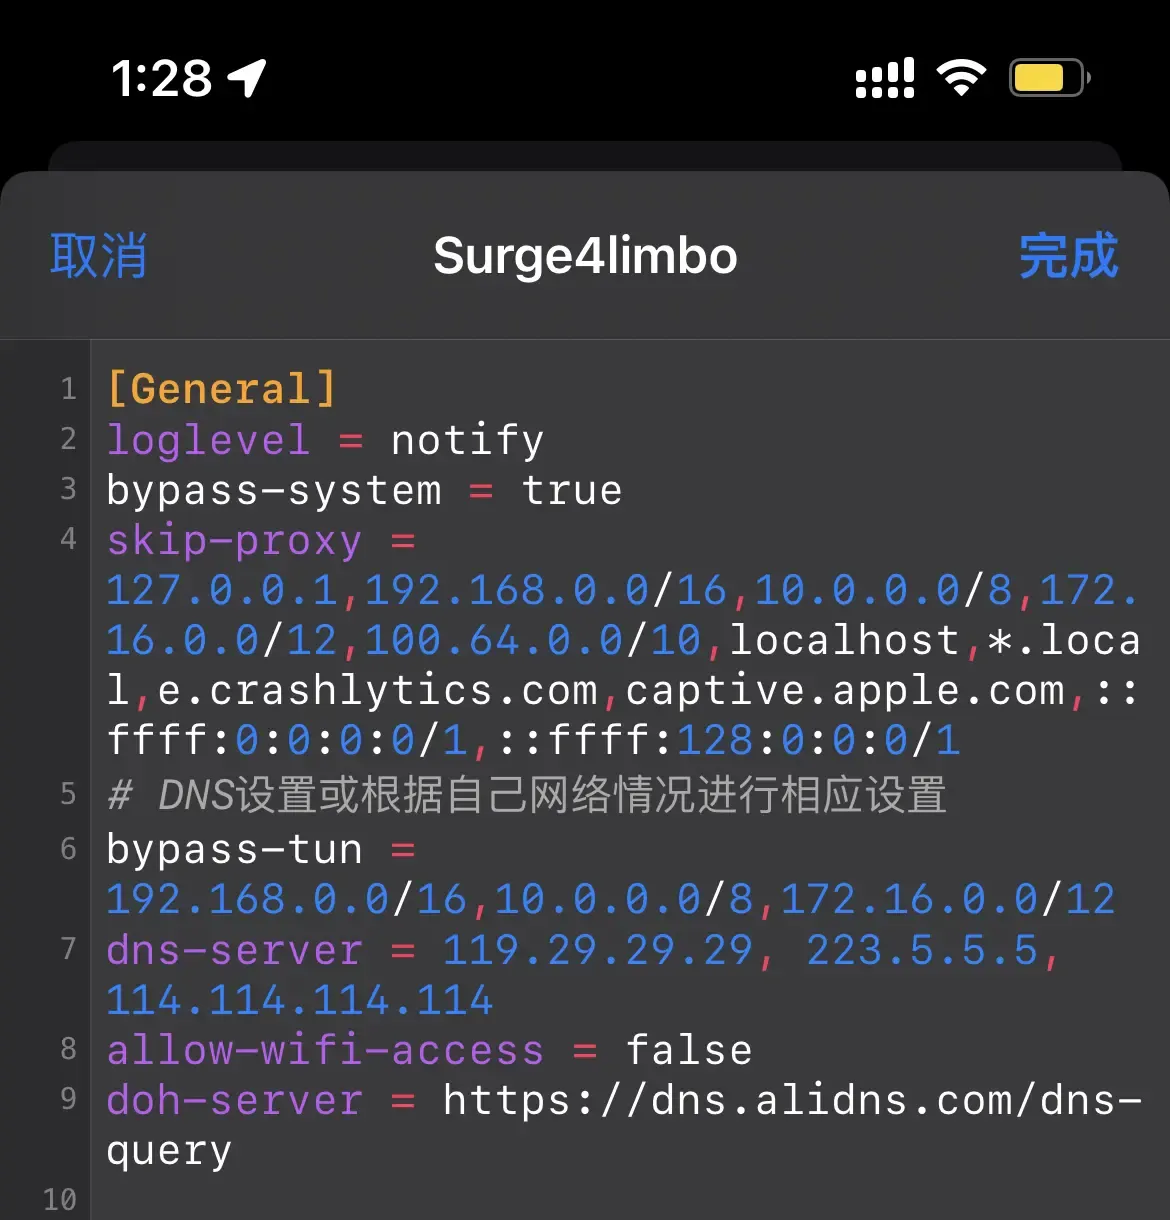 1:28
取消
Surge4limbo
完成
1 [General]
2 loglevel = notify
3 bypass-system = true
4 skip-proxy =
127.0.0.1,192.168.0.0/16,10.0.0.0/8,172.
16.0.0/12,100.64.0.0/10,localhost,*.loca
l,e.crashlytics.com,captive.apple.com,::
ffff:0:0:0:0/1,::ffff:128:0:0:0/1
5 # DNS设置或根据自己网络情况进行相应设置
6 bypass-tun =
192.168.0.0/16,10.0.0.0/8,172.16.0.0/12
7 dns-server = 119.29.29.29, 223.5.5.5,
114.114.114.114
8 allow-wifi-access = false
9 doh-server = https://dns.alidns.com/dns-
query
10